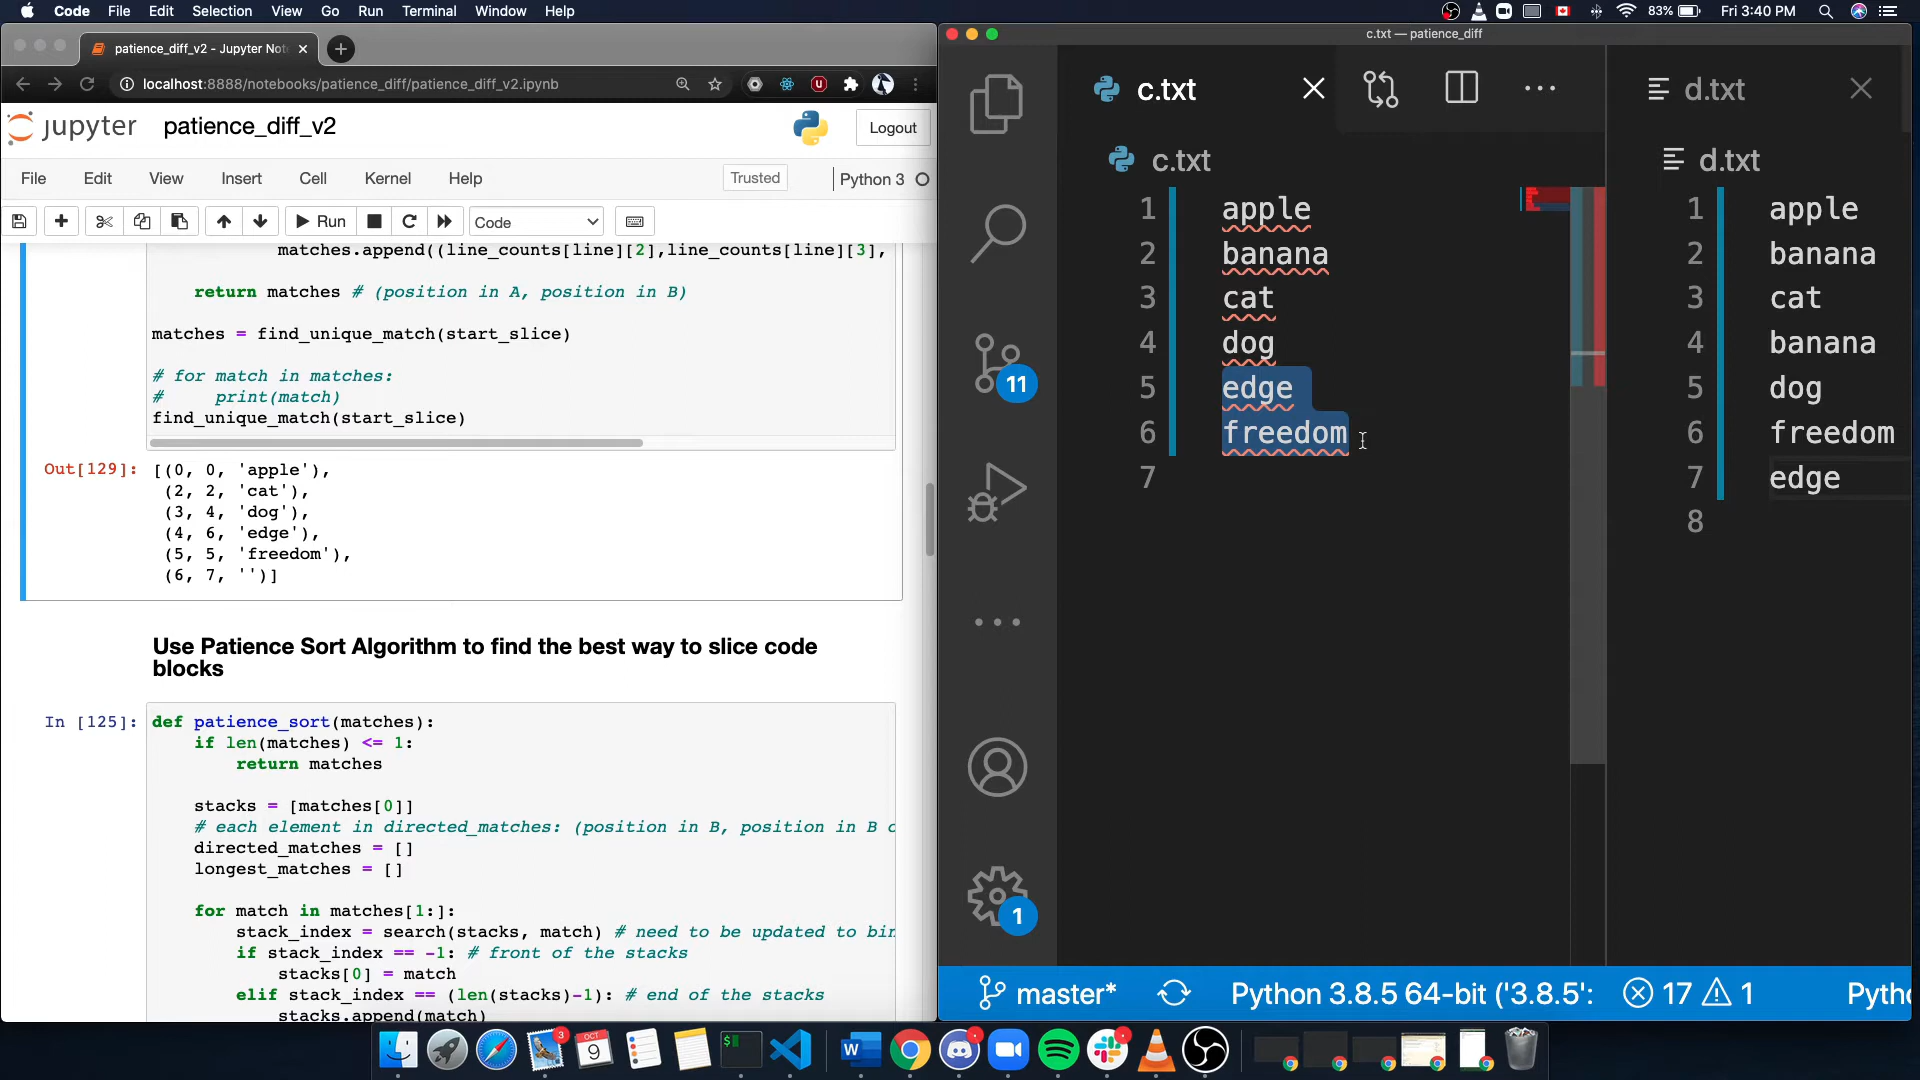 Code File Edit Selection View Go Run Terminal Window Help
83% Fri 3:40 PM
patience_diff_v2 - Jupyter Not
localhost:8888/notebooks/patience_diff/patience_diff_v2.ipynb
jupyter patience_diff_v2
Logout
File Edit View Insert Cell Kernel Help
Trusted
Python 3
Run
Code
matches.append((line_counts[line][2],line_counts[line][3],
return matches # (position in A, position in B)
matches = find_unique_match(start_slice)
# for match in matches:
#     print(match)
find_unique_match(start_slice)
Out[129]: [(0, 0, 'apple'),
(2, 2, 'cat'),
(3, 4, 'dog'),
(4, 6, 'edge'),
(5, 5, 'freedom'),
(6, 7, '')]
Use Patience Sort Algorithm to find the best way to slice code
blocks
In [125]: def patience_sort(matches):
if len(matches) <= 1:
return matches
stacks = [matches[0]]
# each element in directed_matches: (position in B, position in B o
directed_matches = []
longest_matches = []
for match in matches[1:]:
stack_index = search(stacks, match) # need to be updated to bin
if stack_index == -1: # front of the stacks
stacks[0] = match
elif stack_index == (len(stacks)-1): # end of the stacks
stacks.append(match)
c.txt — patience_diff
c.txt
c.txt
1 apple
2 banana
3 cat
4 dog
5 edge
6 freedom
7
d.txt
d.txt
1 apple
2 banana
3 cat
4 banana
5 dog
6 freedom
7 edge
8
11
1
master* Python 3.8.5 64-bit ('3.8.5': 17 1 Pytho
3
OCT
9
$
W